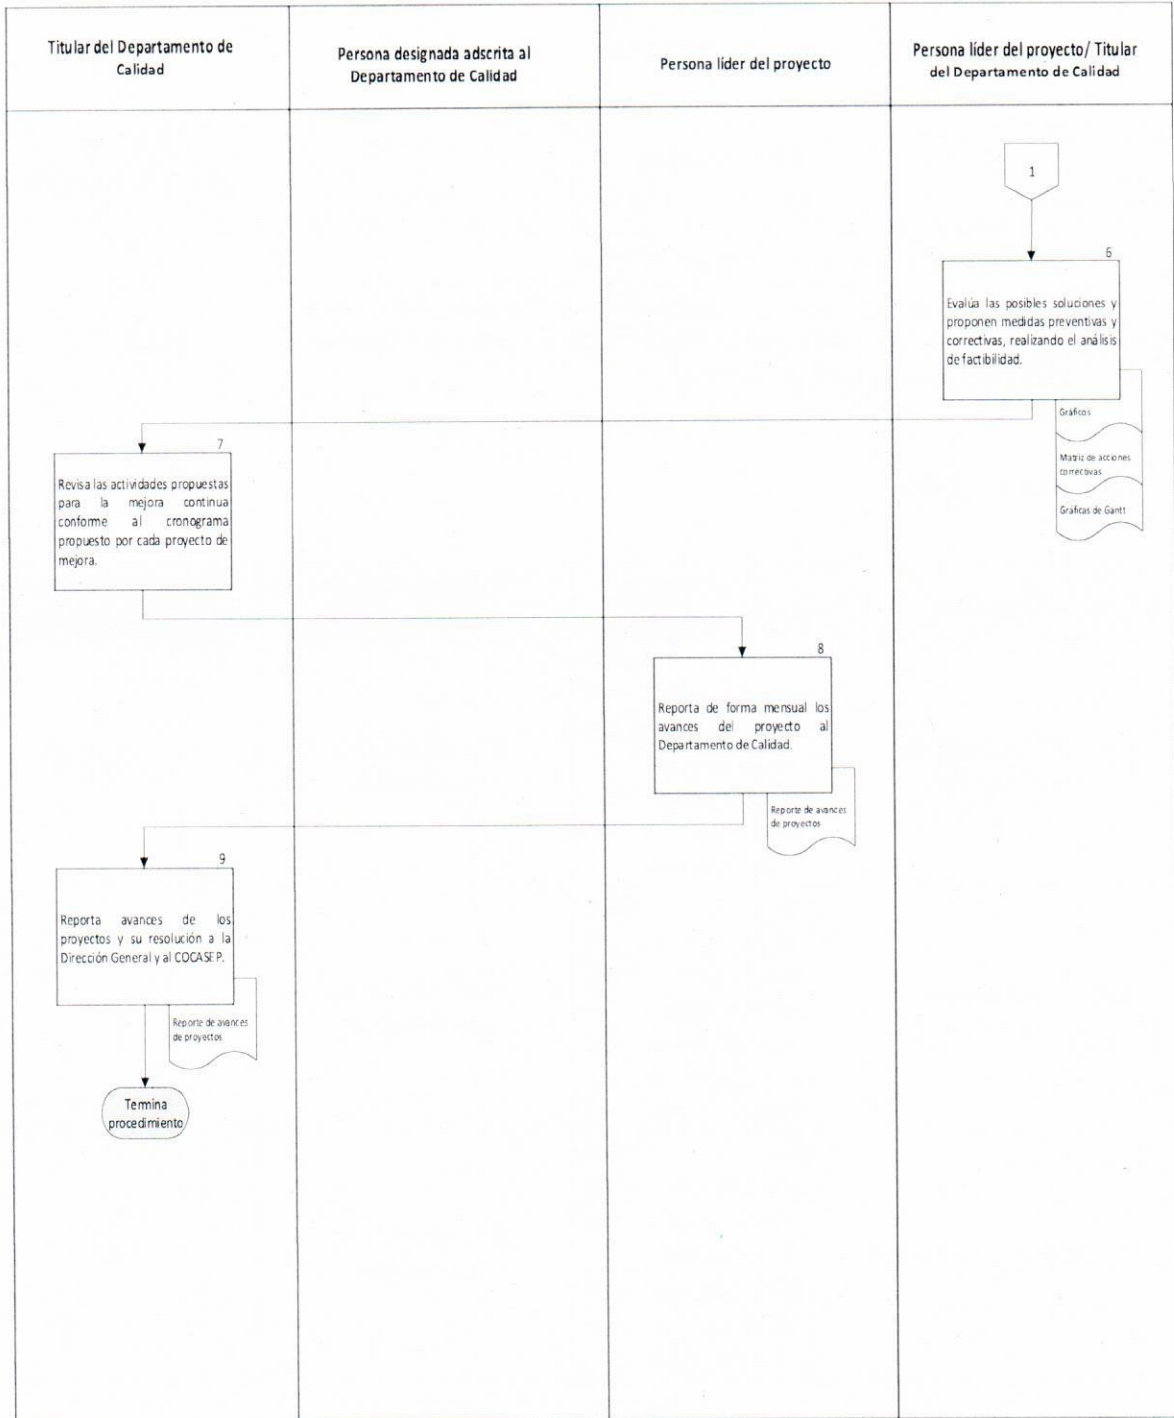 Titular del Departamento de
Calidad
Persona designada adscrita al
Departamento de Calidad
Persona líder del proyecto
Persona líder del proyecto/ Titular
del Departamento de Calidad
1
6
Evalúa las posibles soluciones y
proponen medidas preventivas y
correctivas, realizando el análisis
de factibilidad.
Gráficos
Matriz de acciones
correctivas
Gráficas de Gantt
7
Revisa las actividades propuestas
para la mejora continua
conforme al cronograma
propuesto por cada proyecto de
mejora.
8
Reporta de forma mensual los
avances del proyecto al
Departamento de Calidad.
Reporte de avances
de proyectos
9
Reporta avances de los
proyectos y su resolución a la
Dirección General y al COCASEP.
Reporte de avances
de proyectos
Termina
procedimiento